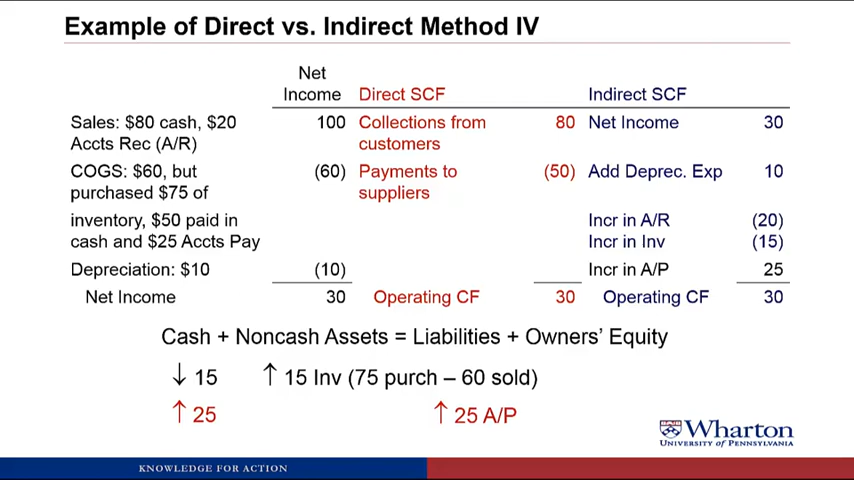 Example of Direct vs. Indirect Method IV
Net
Income Direct SCF Indirect SCF
Sales: $80 cash, $20 100 Collections from 80 Net Income 30
Accts Rec (A/R) customers
COGS: $60, but (60) Payments to (50) Add Deprec. Exp 10
purchased $75 of suppliers
inventory, $50 paid in Incr in A/R (20)
cash and $25 Accts Pay Incr in Inv (15)
Depreciation: $10 (10) Incr in A/P 25
Net Income 30 Operating CF 30 Operating CF 30
Cash + Noncash Assets = Liabilities + Owners' Equity
↓ 15 ↑ 15 Inv (75 purch – 60 sold)
↑ 25 ↑ 25 A/P
Wharton
UNIVERSITY OF PENNSYLVANIA
KNOWLEDGE FOR ACTION